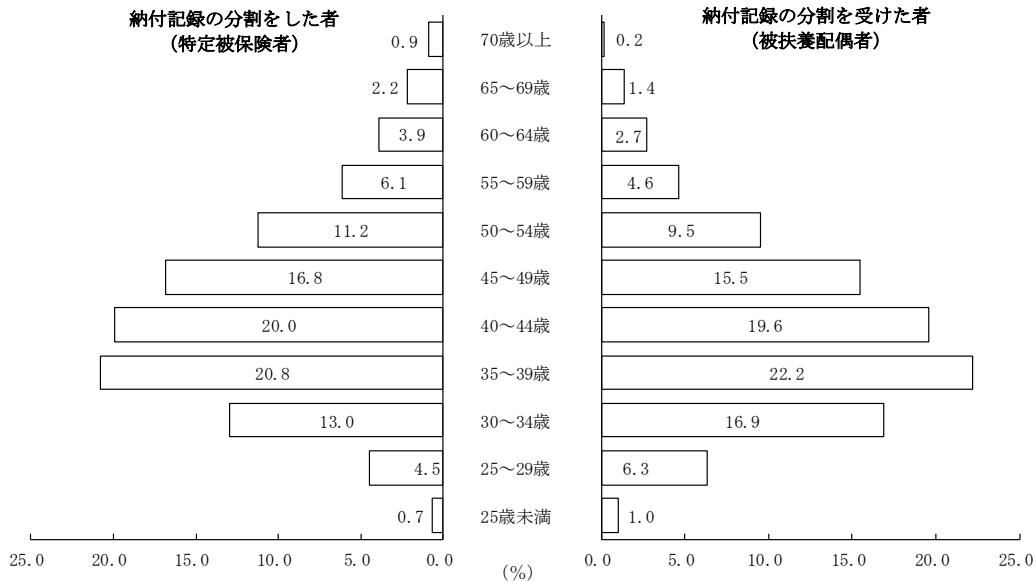 納付記録の分割をした者
（特定被保険者）
納付記録の分割を受けた者
（被扶養配偶者）
0.9 70歳以上 0.2
2.2 65～69歳 1.4
3.9 60～64歳 2.7
6.1 55～59歳 4.6
11.2 50～54歳 9.5
16.8 45～49歳 15.5
20.0 40～44歳 19.6
20.8 35～39歳 22.2
13.0 30～34歳 16.9
4.5 25～29歳 6.3
0.7 25歳未満 1.0
25.0 20.0 15.0 10.0 5.0 0.0 0.0 5.0 10.0 15.0 20.0 25.0
（%）